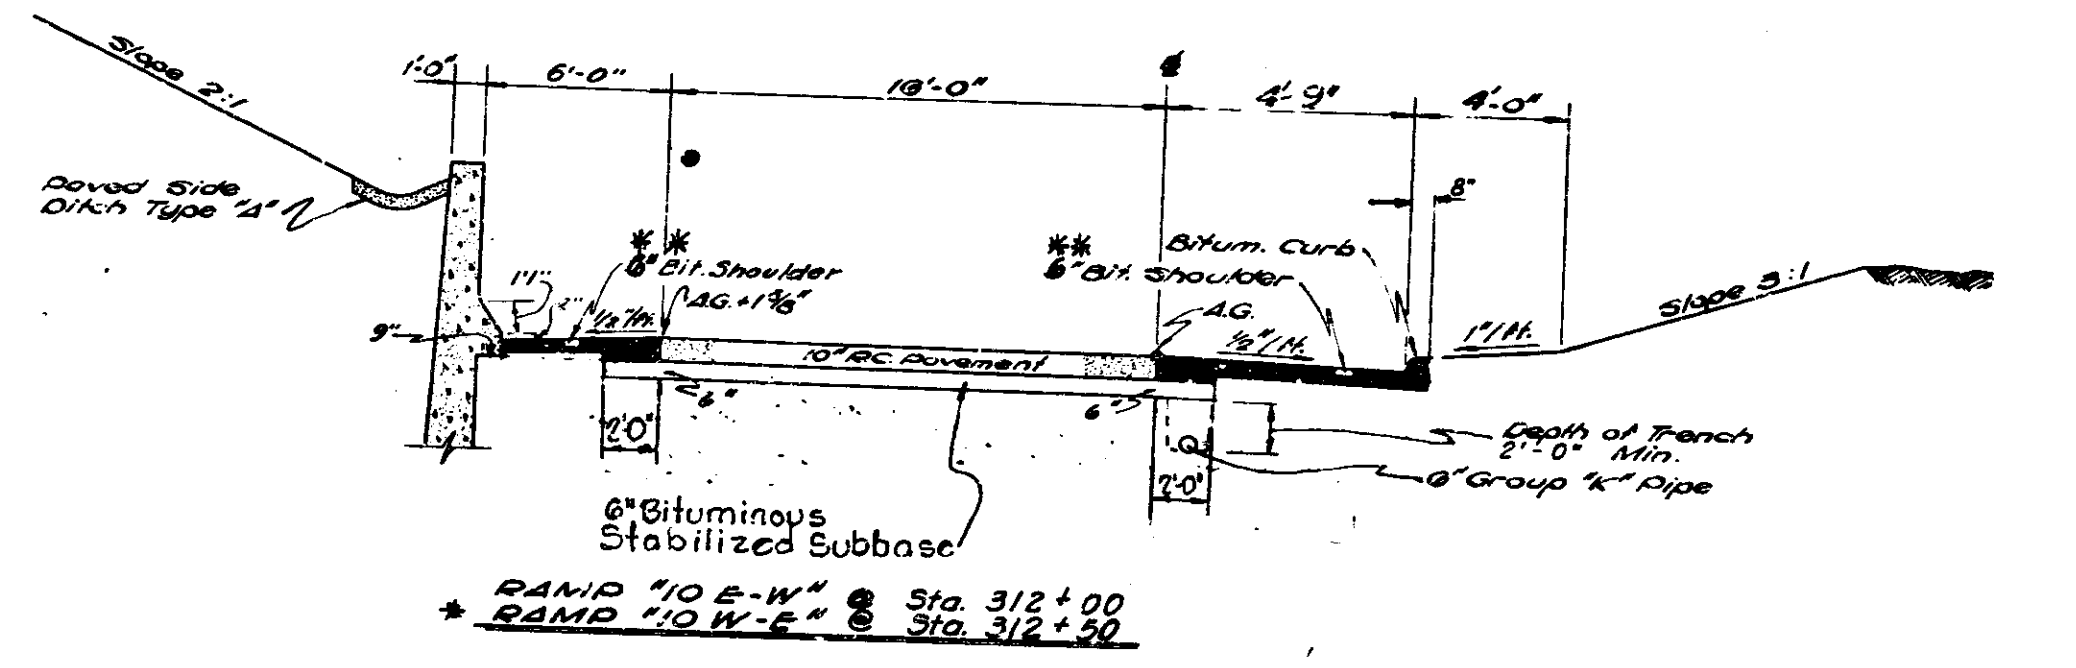 Slope 2:1
1'-0"
6'-0"
16'-0"
4'-9"
4'-0"
Paved Side
Ditch Type "A"
8"
**
6" Bit. Shoulder
A.G. + 1 5/8"
**
6" Bit. Shoulder
Bitum. Curb
A.G.
Slope 3:1
1'1"
2"
9"
1/2"/Ft.
10" RC Pavement
1/2"/Ft.
1"/Ft.
6"
6"
2'-0"
2'-0"
Depth of Trench
2'-0" Min.
6" Group "K" Pipe
6" Bituminous
Stabilized Subbase
RAMP "10 E-W" @ Sta. 312 + 00
* RAMP "10 W-E" @ Sta. 312 + 50